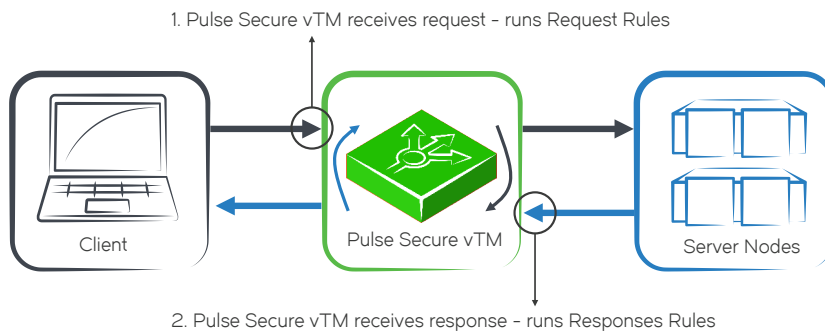 1. Pulse Secure vTM receives request - runs Request Rules
Client
Pulse Secure vTM
Server Nodes
2. Pulse Secure vTM receives response - runs Responses Rules